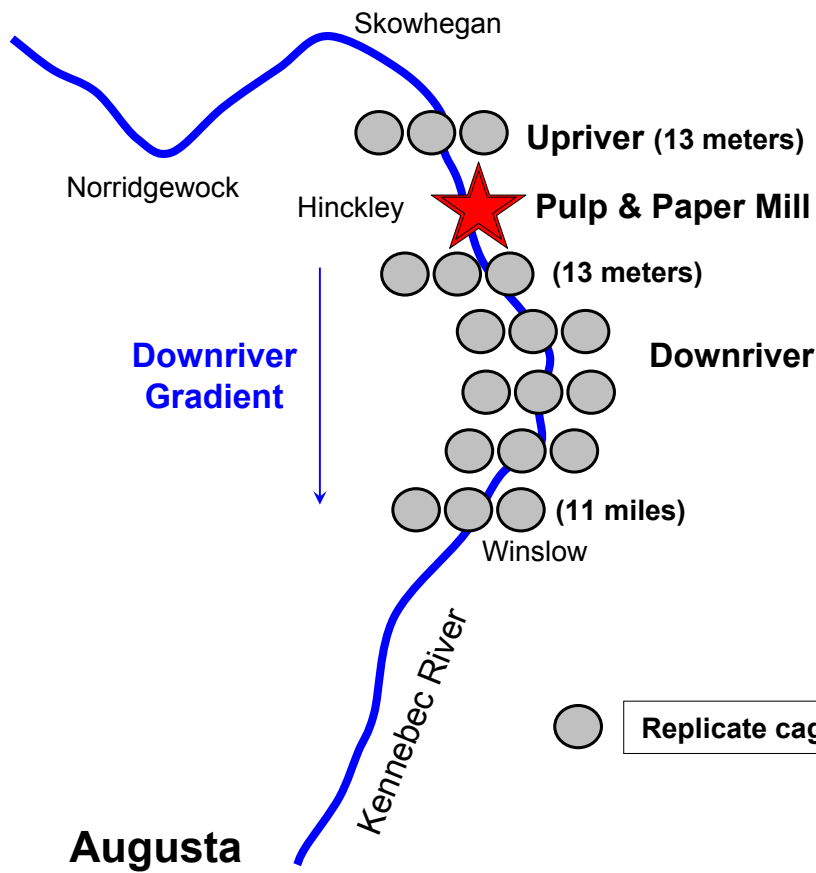 Skowhegan
Upriver (13 meters)
Norridgewock
Hinckley
Pulp & Paper Mill
(13 meters)
Downriver
Gradient
Downriver
(11 miles)
Winslow
Kennebec River
Replicate cag
Augusta